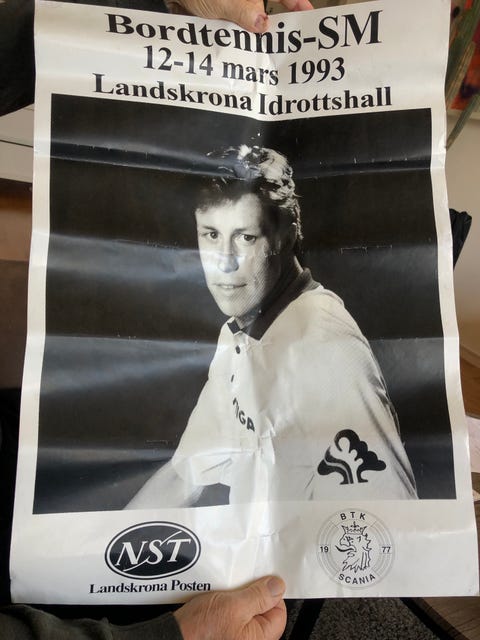 Bordtennis-SM
12-14 mars 1993
Landskrona Idrottshall
NST
Landskrona Posten
BTK
19 77
SCANIA